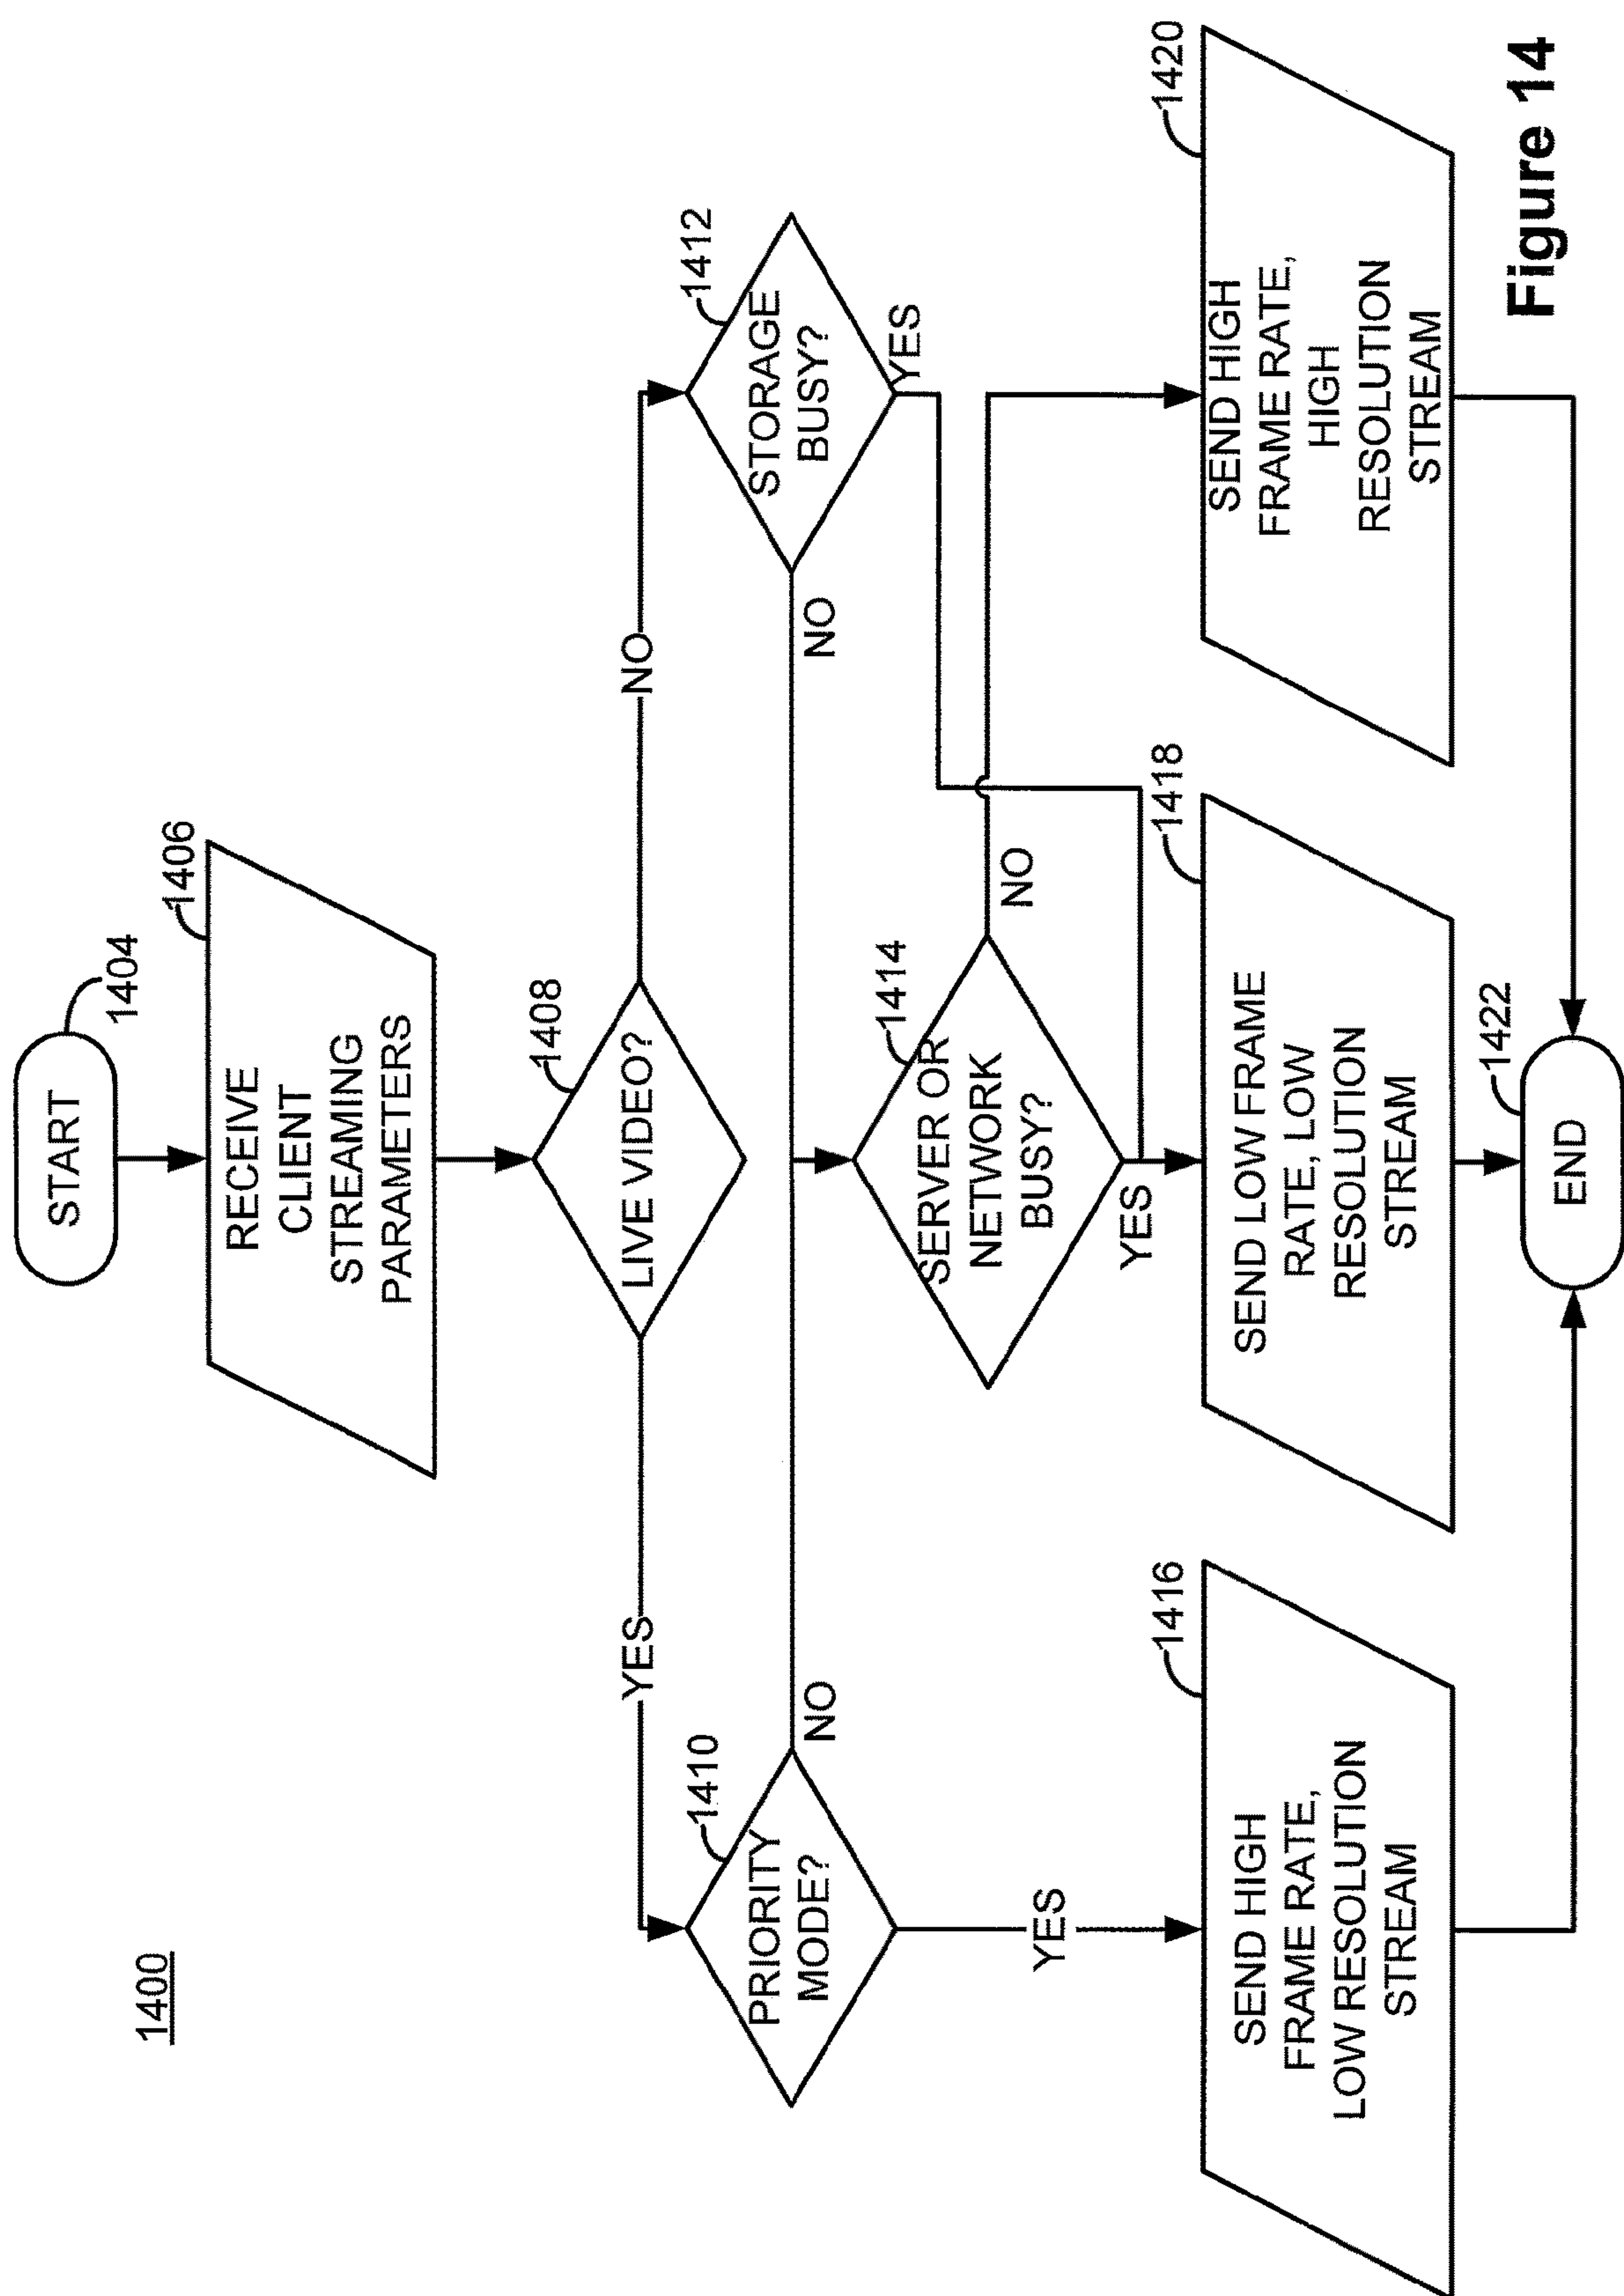 1400
START
1404
RECEIVE
CLIENT
STREAMING
PARAMETERS
1406
LIVE VIDEO?
1408
YES
NO
PRIORITY
MODE?
1410
NO
STORAGE
BUSY?
1412
NO
YES
SERVER OR
NETWORK
BUSY?
1414
NO
YES
YES
SEND HIGH
FRAME RATE,
LOW RESOLUTION
STREAM
1416
SEND LOW FRAME
RATE, LOW
RESOLUTION
STREAM
1418
SEND HIGH
FRAME RATE,
HIGH
RESOLUTION
STREAM
1420
END
1422
Figure 14